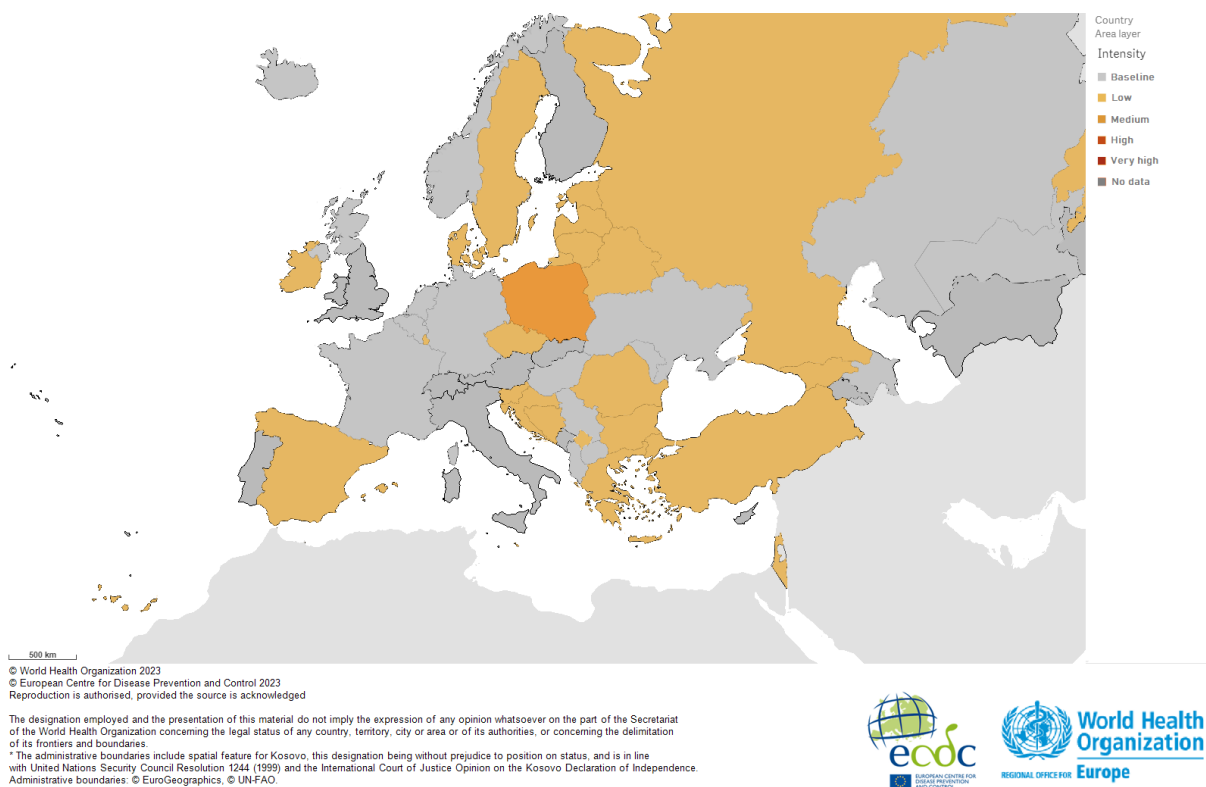 Country
Area layer
Intensity
Baseline
Low
Medium
High
Very high
No data
500 km
© World Health Organization 2023
© European Centre for Disease Prevention and Control 2023
Reproduction is authorised, provided the source is acknowledged
The designation employed and the presentation of this material do not imply the expression of any opinion whatsoever on the part of the Secretariat
of the World Health Organization concerning the legal status of any country, territory, city or area or of its authorities, or concerning the delimitation
of its frontiers and boundaries.
* The administrative boundaries include spatial feature for Kosovo, this designation being without prejudice to position on status, and is in line
with United Nations Security Council Resolution 1244 (1999) and the International Court of Justice Opinion on the Kosovo Declaration of Independence.
Administrative boundaries: © EuroGeographics, © UN-FAO.
ecdc
EUROPEAN CENTRE FOR
DISEASE PREVENTION
AND CONTROL
World Health
Organization
REGIONAL OFFICE FOR Europe